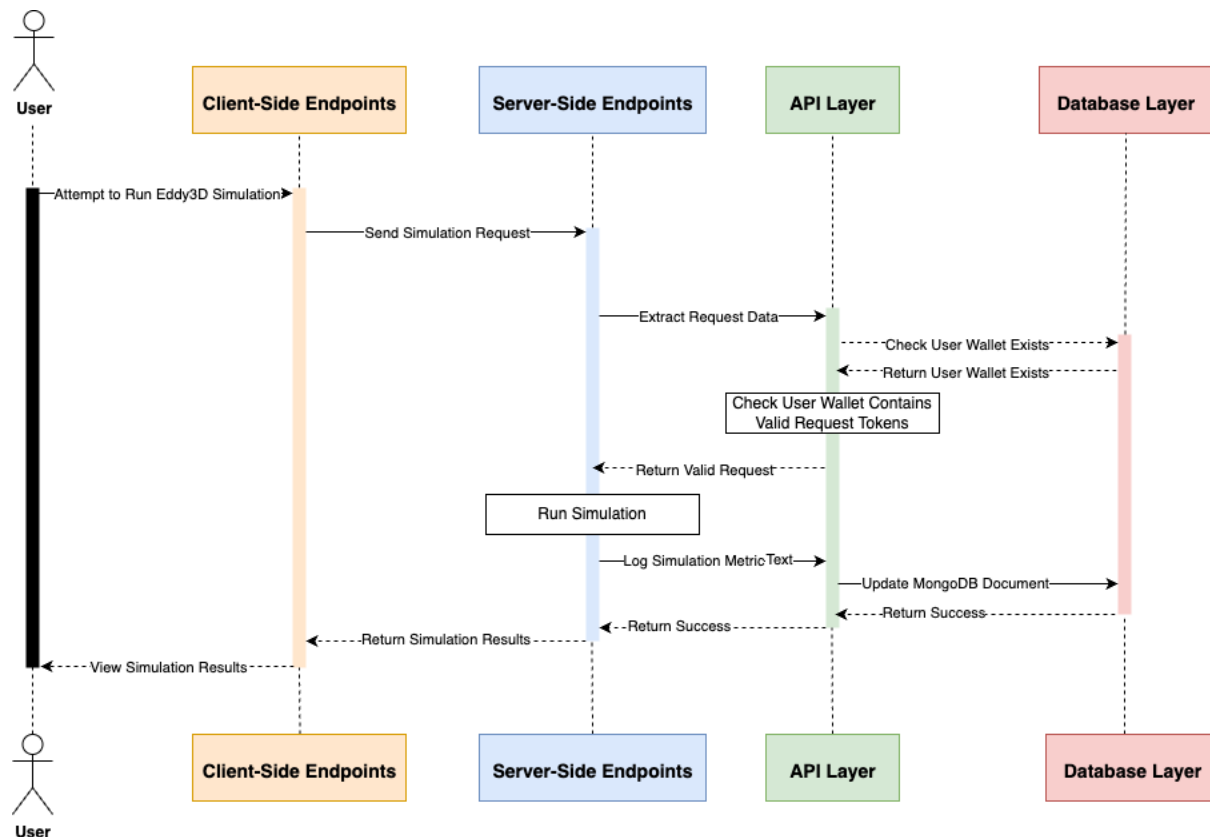 User
Client-Side Endpoints
Server-Side Endpoints
API Layer
Database Layer
Attempt to Run Eddy3D Simulation
Send Simulation Request
Extract Request Data
Check User Wallet Exists
Return User Wallet Exists
Check User Wallet Contains
Valid Request Tokens
Return Valid Request
Run Simulation
Log Simulation Metric
Text
Update MongoDB Document
Return Success
Return Success
Return Simulation Results
View Simulation Results
User
Client-Side Endpoints
Server-Side Endpoints
API Layer
Database Layer